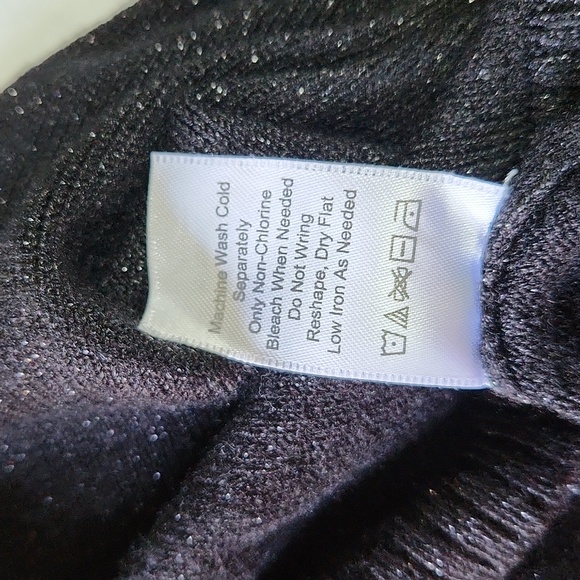 Machine Wash Cold
Separately
Only Non-Chlorine
Bleach When Needed
Do Not Wring
Reshape, Dry Flat
Low Iron As Needed